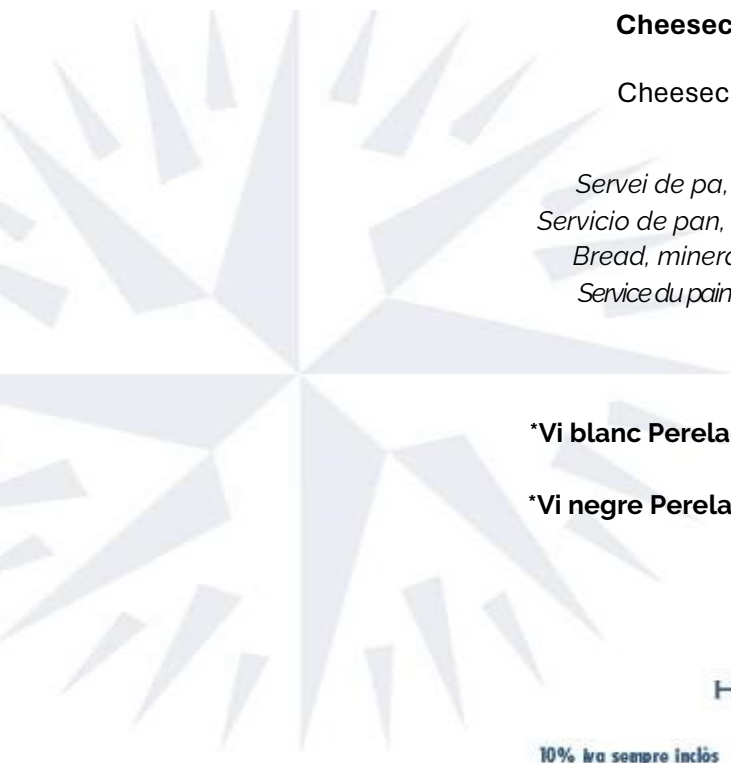 Cheesec
Cheesec
Servei de pa,
Servicio de pan,
Bread, minera
Service du pain
*Vi blanc Perela
*Vi negre Perela
H
10% iva sempre inclòs